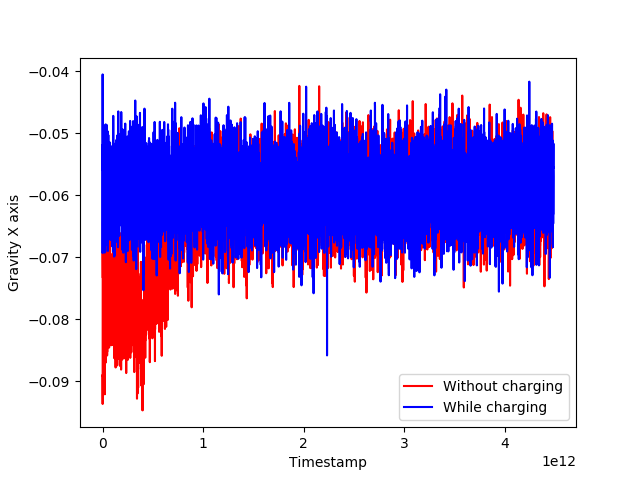 −0.04
−0.05
−0.06
−0.07
−0.08
−0.09
Gravity X axis
Without charging
While charging
0 1 2 3 4
1e12
Timestamp